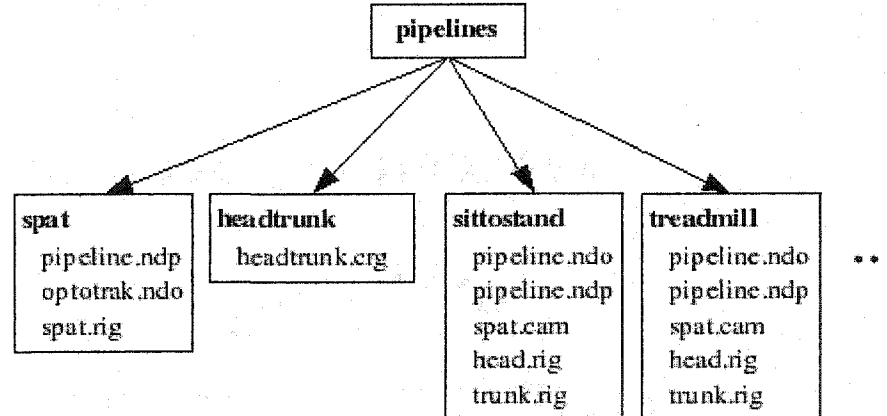 pipelines
spat
pipeline.ndp
optotrak.ndo
spat.rig
headtrunk
headtrunk.crg
sittostand
pipeline.ndo
pipeline.ndp
spat.cam
head.rig
trunk.rig
treadmill
pipeline.ndo
pipeline.ndp
spat.cam
head.rig
trunk.rig